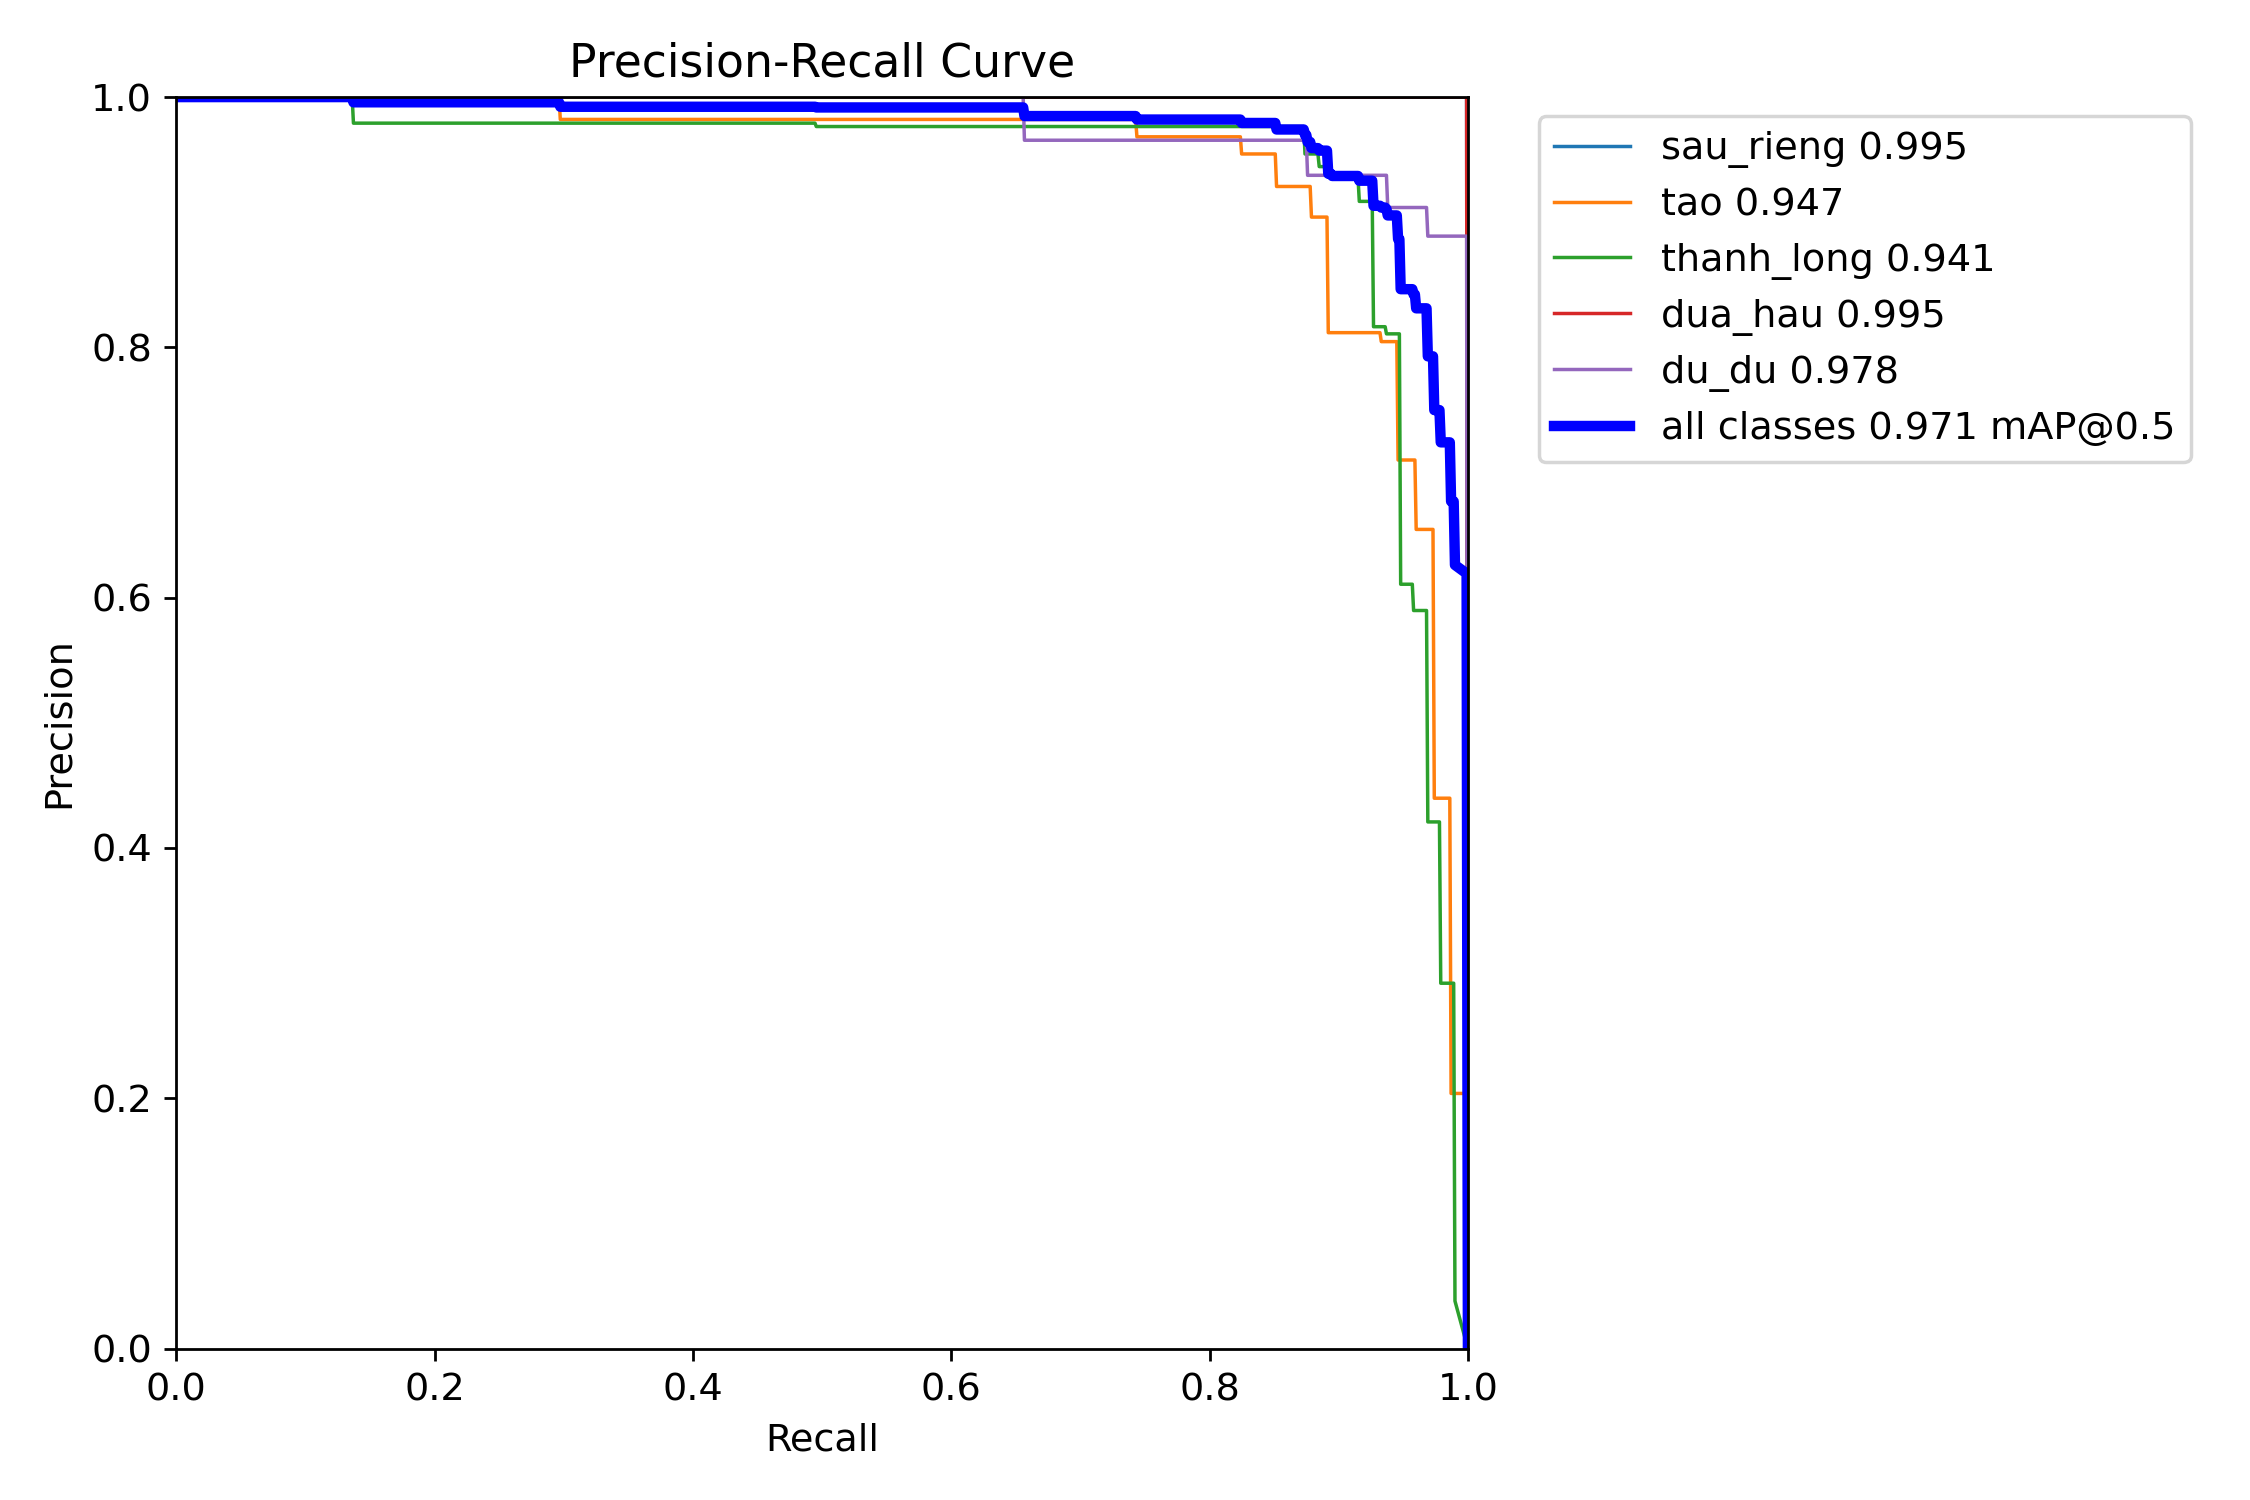 Precision-Recall Curve
1.0
0.8
0.6
0.4
0.2
0.0
Precision
0.0 0.2 0.4 0.6 0.8 1.0
Recall
sau_rieng 0.995
tao 0.947
thanh_long 0.941
dua_hau 0.995
du_du 0.978
all classes 0.971 mAP@0.5